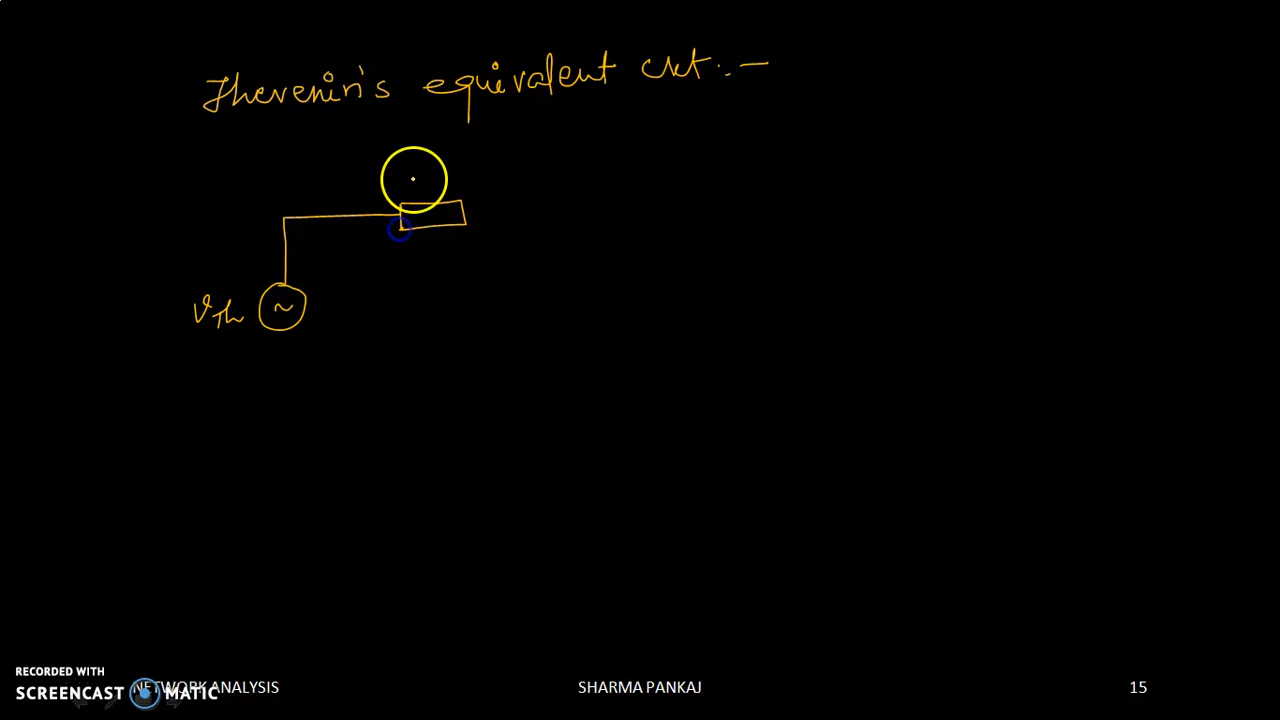 Thevenin's equivalent ckt:-
VTh ~
RECORDED WITH
SCREENCAST MATIC
NETWORK ANALYSIS
SHARMA PANKAJ
15